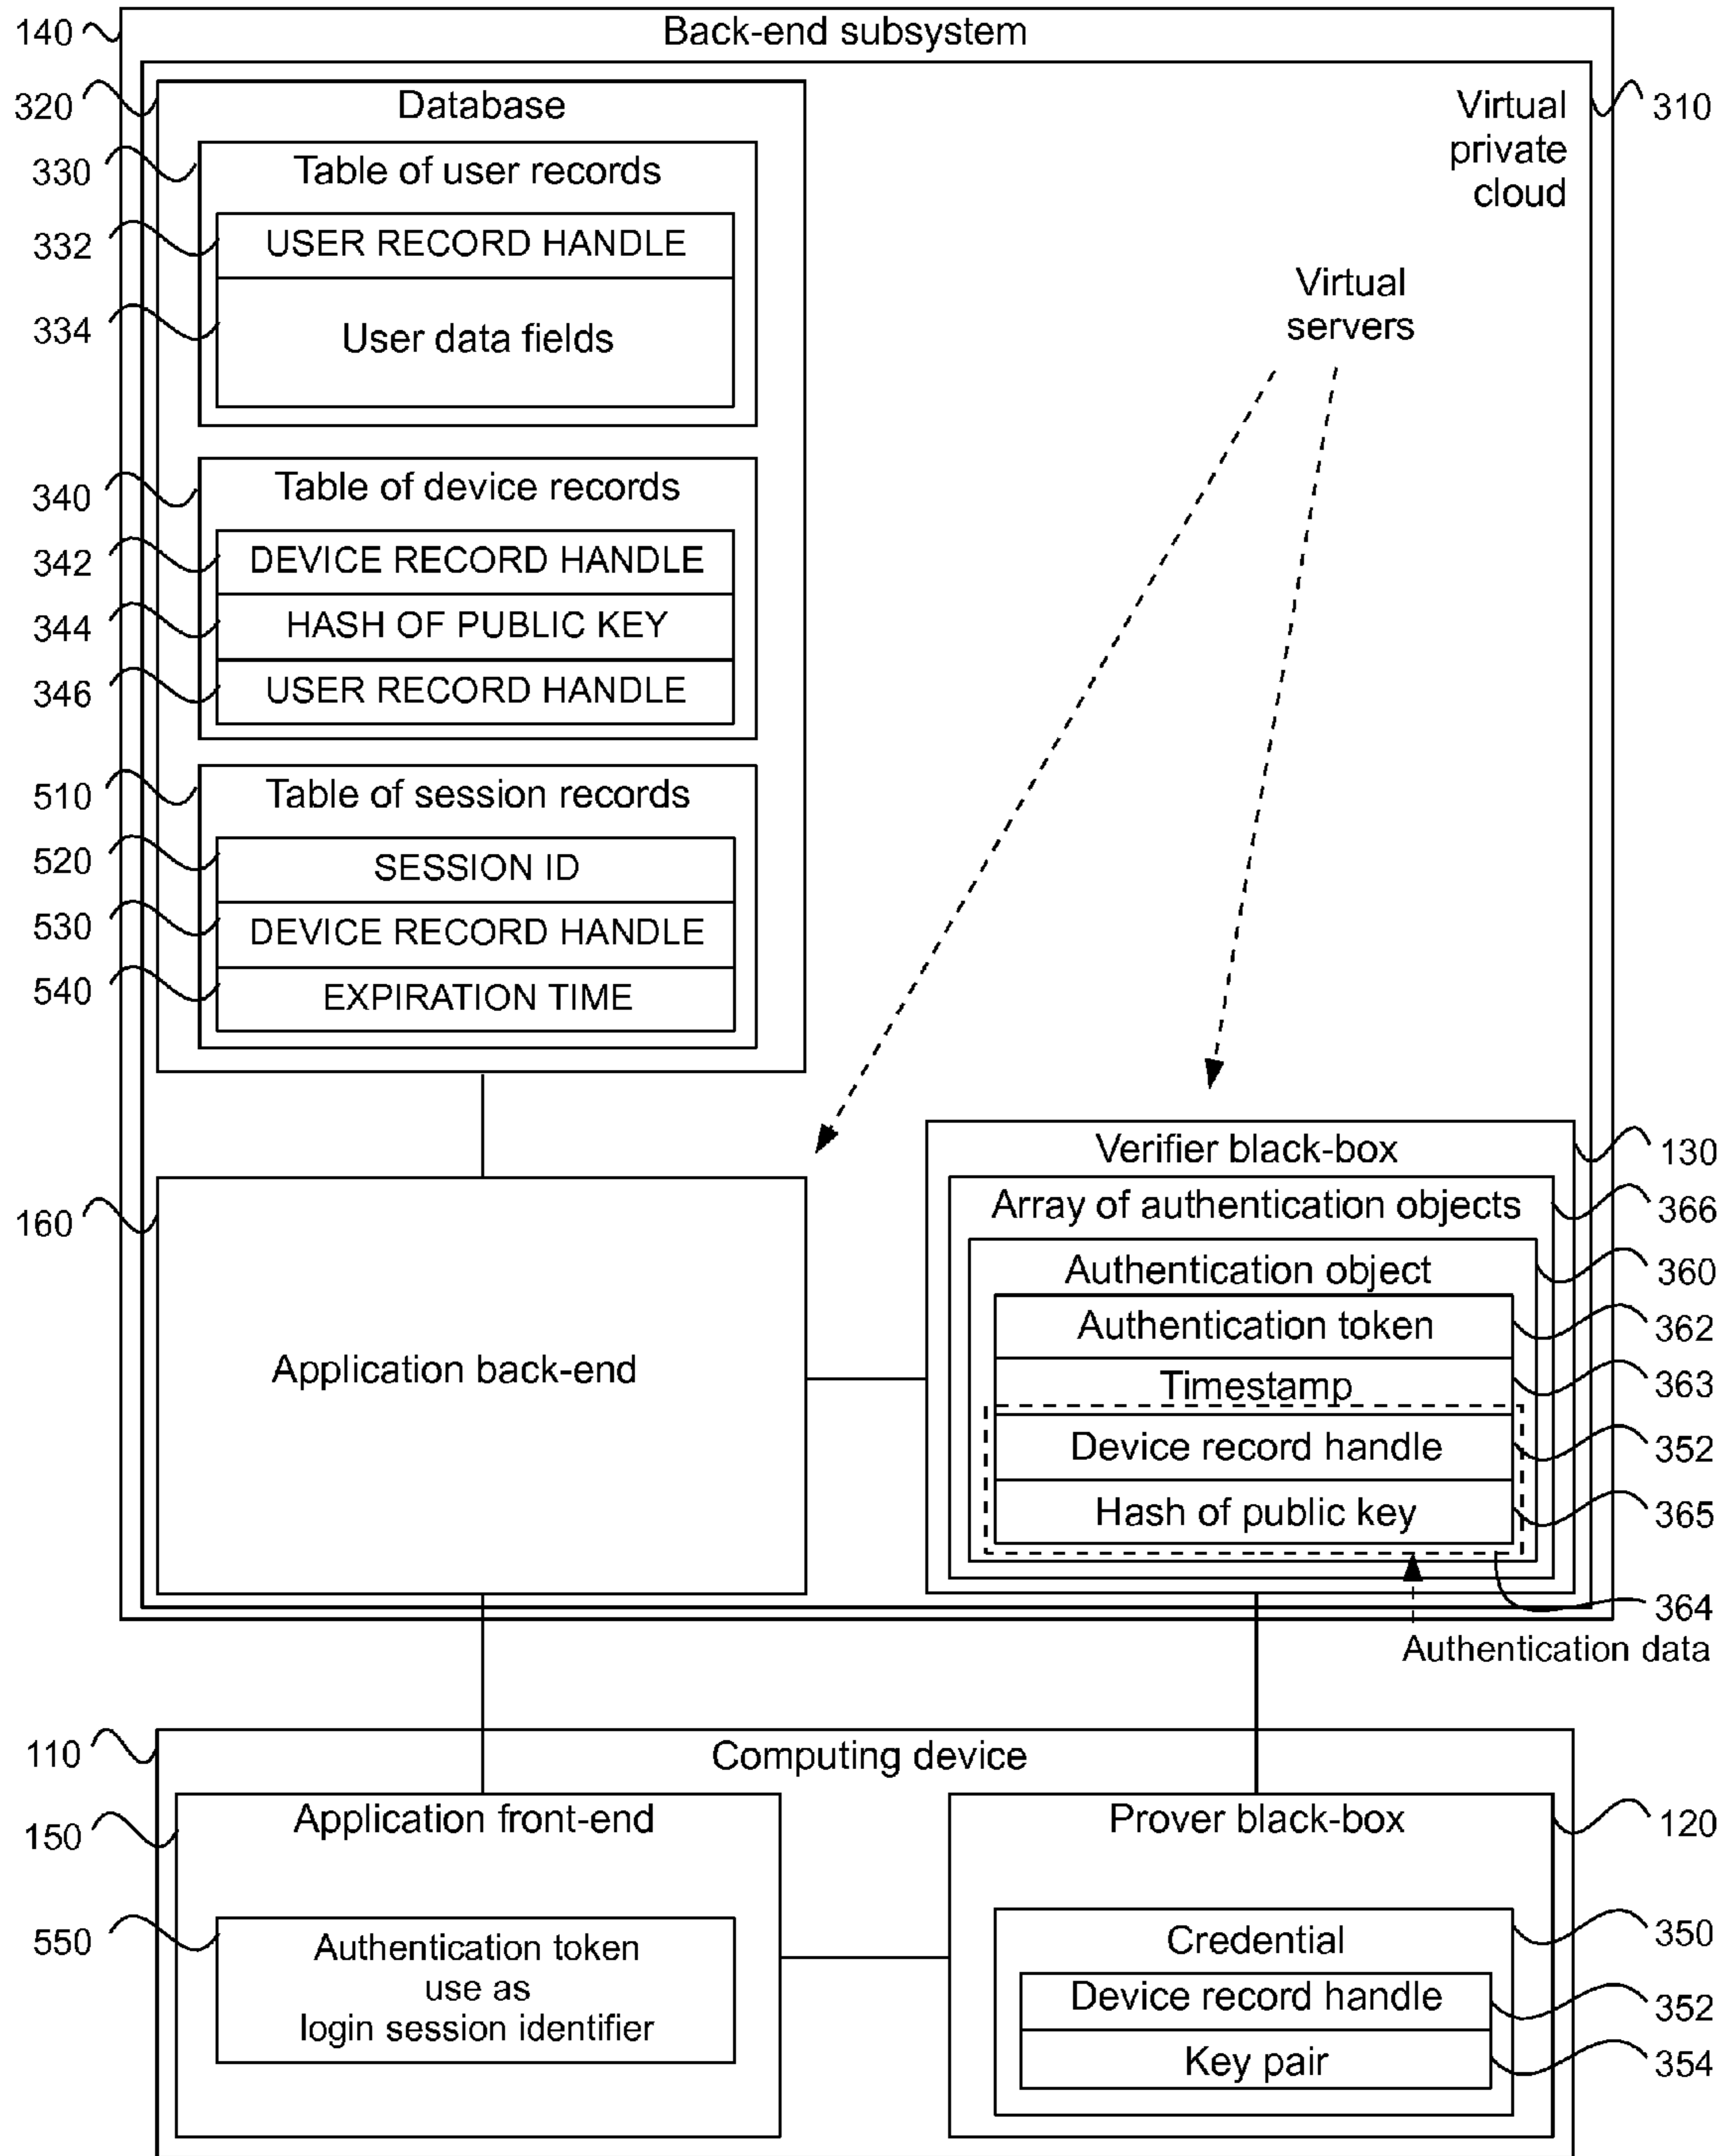 140
Back-end subsystem
320
Database
Virtual
private
cloud
310
330
Table of user records
332
USER RECORD HANDLE
334
User data fields
Virtual
servers
340
Table of device records
342
DEVICE RECORD HANDLE
344
HASH OF PUBLIC KEY
346
USER RECORD HANDLE
510
Table of session records
520
SESSION ID
530
DEVICE RECORD HANDLE
540
EXPIRATION TIME
160
Application back-end
Verifier black-box
130
Array of authentication objects
366
Authentication object
360
Authentication token
362
Timestamp
363
Device record handle
352
Hash of public key
365
364
Authentication data
110
Computing device
150
Application front-end
550
Authentication token
use as
login session identifier
Prover black-box
120
Credential
350
Device record handle
352
Key pair
354